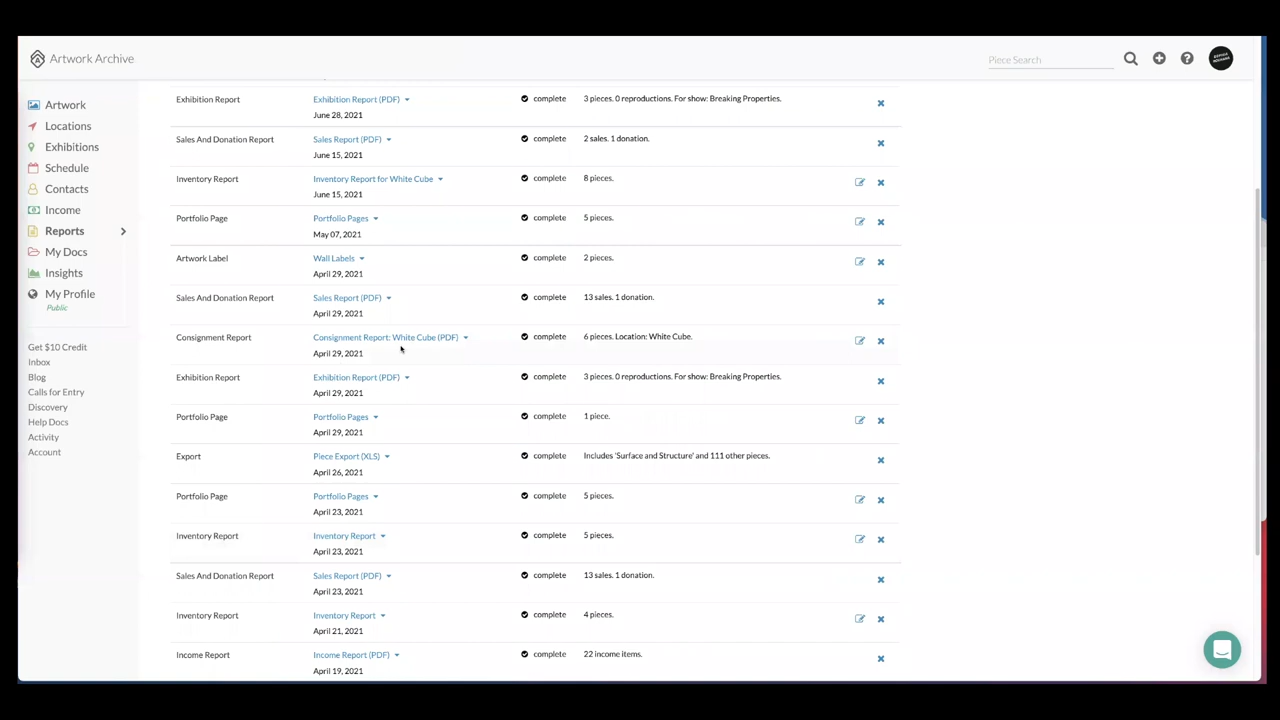 Artwork Archive
Piece Search
Artwork
Locations
Exhibitions
Schedule
Contacts
Income
Reports
My Docs
Insights
My Profile
Public
Get $10 Credit
Inbox
Blog
Calls for Entry
Discovery
Help Docs
Activity
Account
Exhibition Report Exhibition Report (PDF) complete 3 pieces. 0 reproductions. For show: Breaking Properties.
June 28, 2021
Sales And Donation Report Sales Report (PDF) complete 2 sales. 1 donation.
June 15, 2021
Inventory Report Inventory Report for White Cube complete 8 pieces.
June 15, 2021
Portfolio Page Portfolio Pages complete 5 pieces.
May 07, 2021
Artwork Label Wall Labels complete 2 pieces.
April 29, 2021
Sales And Donation Report Sales Report (PDF) complete 13 sales. 1 donation.
April 29, 2021
Consignment Report Consignment Report: White Cube (PDF) complete 6 pieces. Location: White Cube.
April 29, 2021
Exhibition Report Exhibition Report (PDF) complete 3 pieces. 0 reproductions. For show: Breaking Properties.
April 29, 2021
Portfolio Page Portfolio Pages complete 1 piece.
April 29, 2021
Export Piece Export (XLS) complete Includes 'Surface and Structure' and 111 other pieces.
April 26, 2021
Portfolio Page Portfolio Pages complete 5 pieces.
April 23, 2021
Inventory Report Inventory Report complete 5 pieces.
April 23, 2021
Sales And Donation Report Sales Report (PDF) complete 13 sales. 1 donation.
April 23, 2021
Inventory Report Inventory Report complete 4 pieces.
April 21, 2021
Income Report Income Report (PDF) complete 22 income items.
April 19, 2021